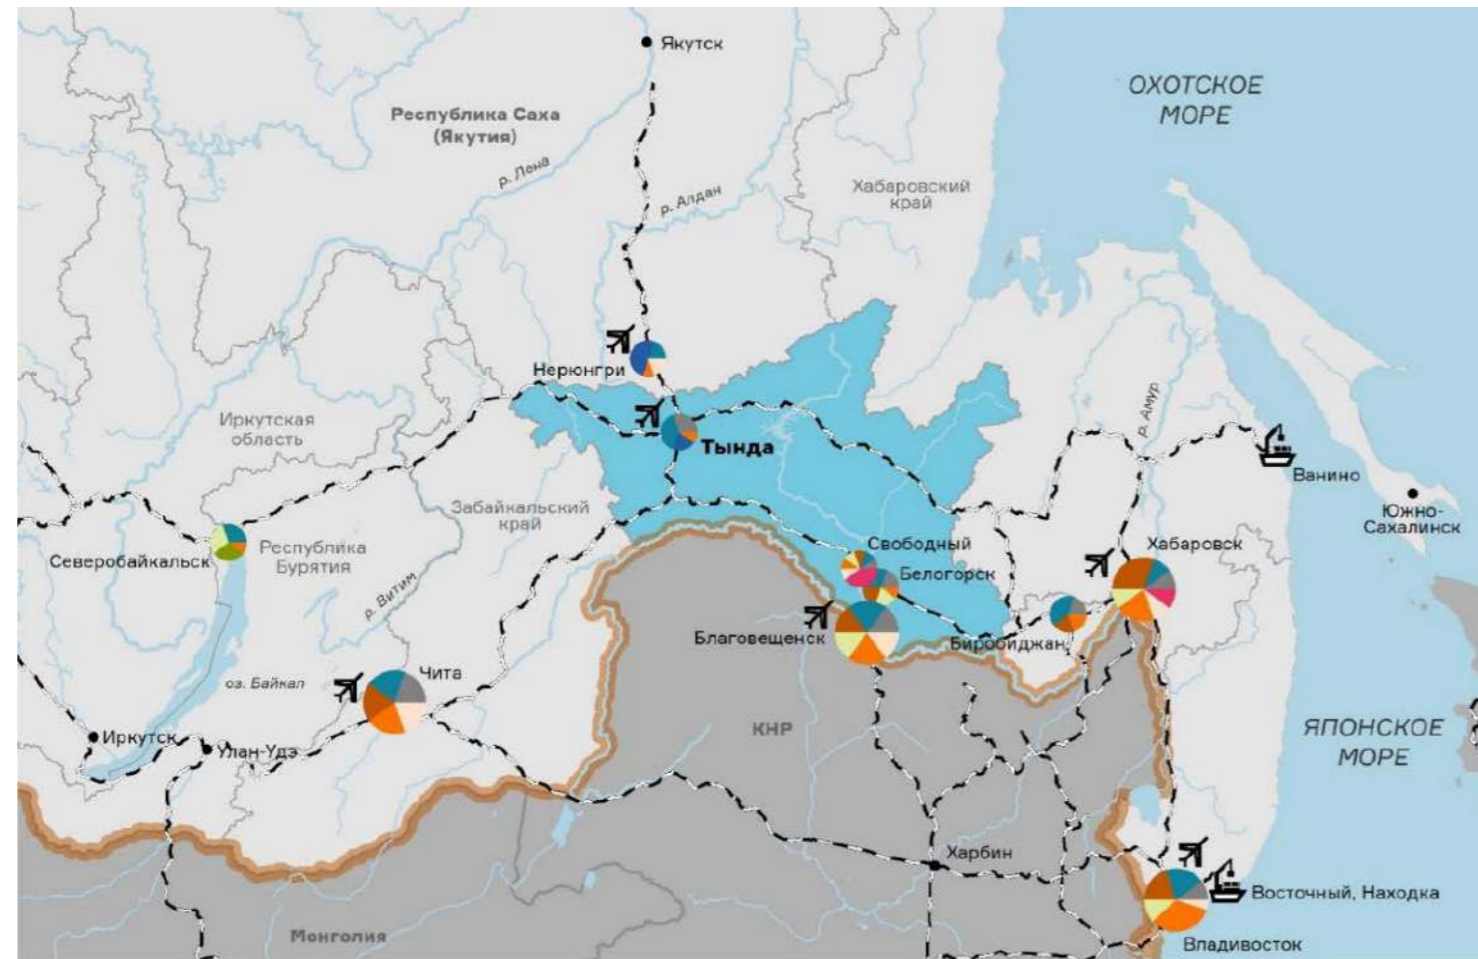 Якутск
ОХОТСКОЕ
МОРЕ
Республика Саха
(Якутия)
р. Лена
р. Алдан
Хабаровский
край
Нерюнгри
р. Амур
Иркутская
область
Тында
Ванино
Забайкальский
край
Южно-
Сахалинск
Северобайкальск
Республика
Бурятия
Свободный
Хабаровск
Белогорск
р. Витим
Благовещенск
Биробиджан
оз. Байкал
Чита
КНР
ЯПОНСКОЕ
МОРЕ
Иркутск
Улан-Удэ
Харбин
Восточный, Находка
Монголия
Владивосток